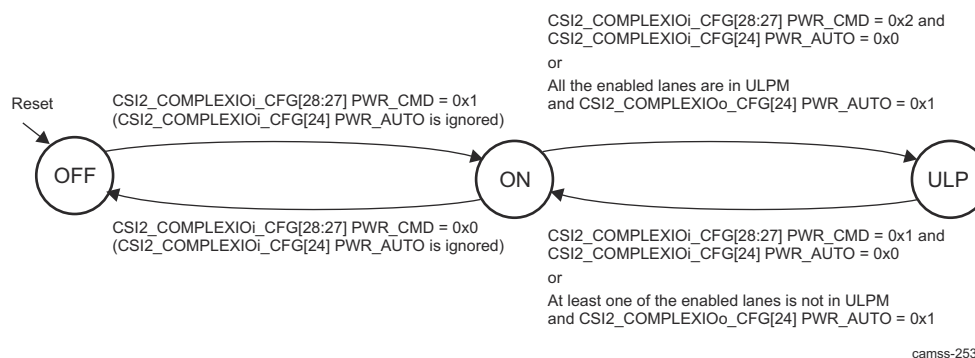 CSI2_COMPLEXIOi_CFG[28:27] PWR_CMD = 0x2 and
CSI2_COMPLEXIOi_CFG[24] PWR_AUTO = 0x0
or
All the enabled lanes are in ULPM
and CSI2_COMPLEXIOo_CFG[24] PWR_AUTO = 0x1
Reset
CSI2_COMPLEXIOi_CFG[28:27] PWR_CMD = 0x1
(CSI2_COMPLEXIOi_CFG[24] PWR_AUTO is ignored)
OFF
ON
ULP
CSI2_COMPLEXIOi_CFG[28:27] PWR_CMD = 0x0
(CSI2_COMPLEXIOi_CFG[24] PWR_AUTO is ignored)
CSI2_COMPLEXIOi_CFG[28:27] PWR_CMD = 0x1 and
CSI2_COMPLEXIOi_CFG[24] PWR_AUTO = 0x0
or
At least one of the enabled lanes is not in ULPM
and CSI2_COMPLEXIOo_CFG[24] PWR_AUTO = 0x1
camss-253